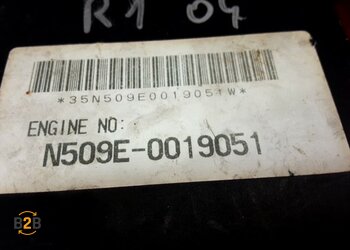 R1 04
*35N509E0019051W*
ENGINE NO:
N509E-0019051
B2B